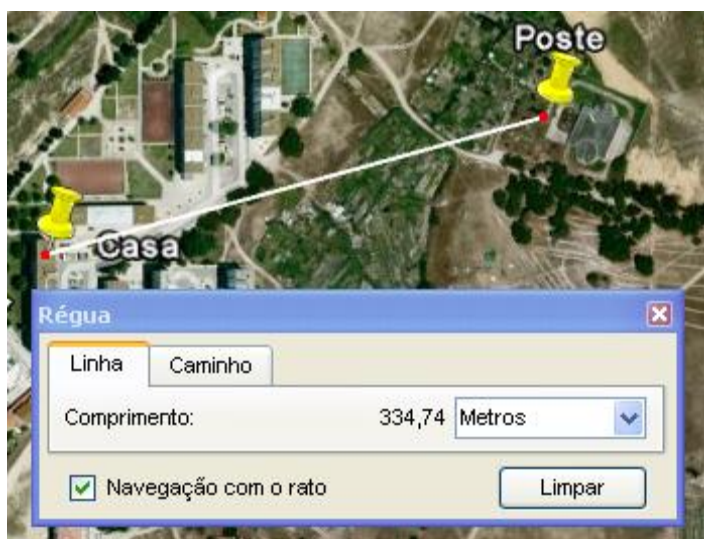 Poste
Casa
Régua
Linha Caminho
Comprimento: 334,74 Metros
Navegação com o rato Limpar